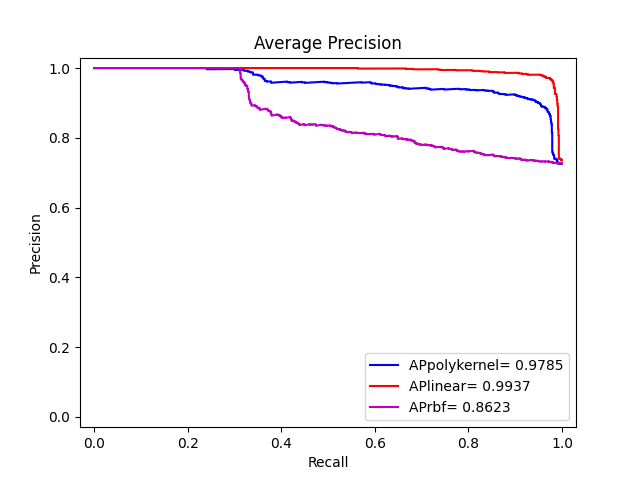 Average Precision
Precision
1.0
0.8
0.6
0.4
0.2
0.0
APpolykernel= 0.9785
APlinear= 0.9937
APrbf= 0.8623
0.0 0.2 0.4 0.6 0.8 1.0
Recall